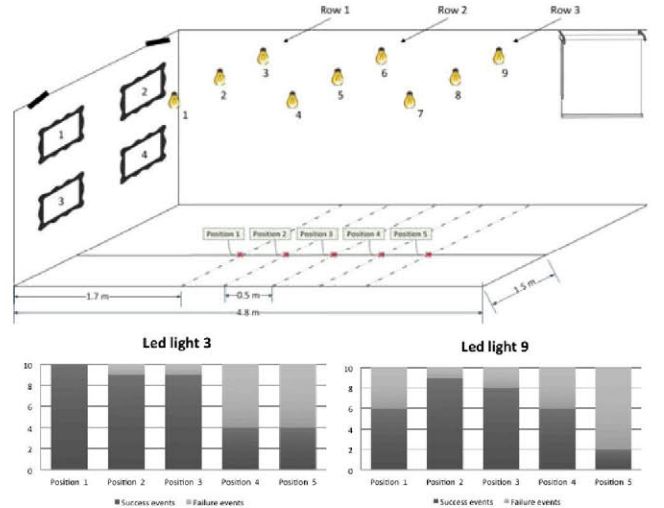 Row 1 Row 2 Row 3
3 6 9
2 5 8
1 4 7
2
1
4
3
Position 1 Position 2 Position 3 Position 4 Position 5
1.7 m
0.5 m
4.8 m
1.5 m
Led light 3
10
8
6
4
2
0
Position 1 Position 2 Position 3 Position 4 Position 5
Success events Failure events
Led light 9
10
8
6
4
2
0
Position 1 Position 2 Position 3 Position 4 Position 5
Success events Failure events